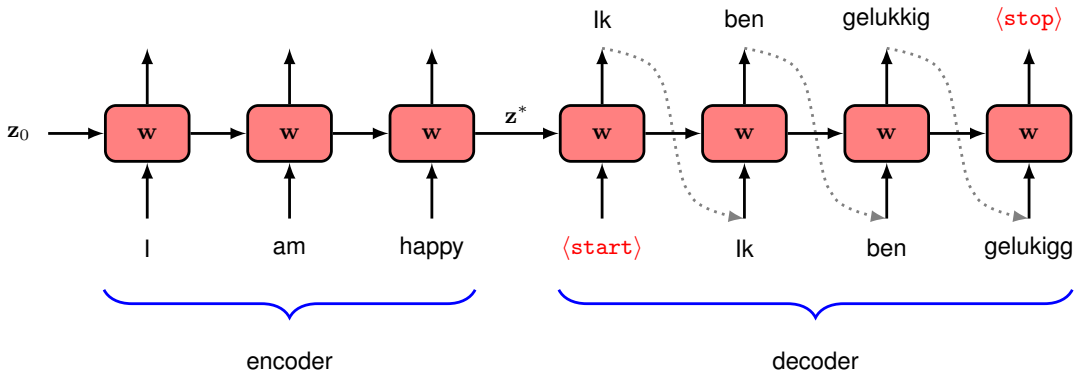 Ik ben gelukkig ⟨stop⟩
z₀ w w w z* w w w w
I am happy ⟨start⟩ Ik ben gelukigg
encoder decoder